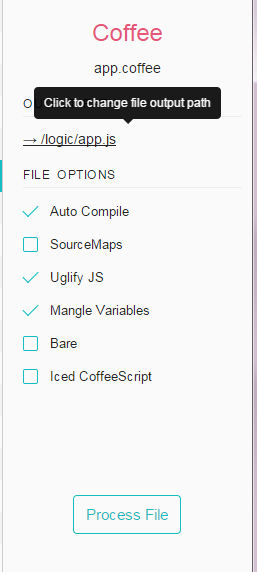 Coffee
app.coffee
Click to change file output path
→ /logic/app.js
FILE OPTIONS
Auto Compile
SourceMaps
Uglify JS
Mangle Variables
Bare
Iced CoffeeScript
Process File